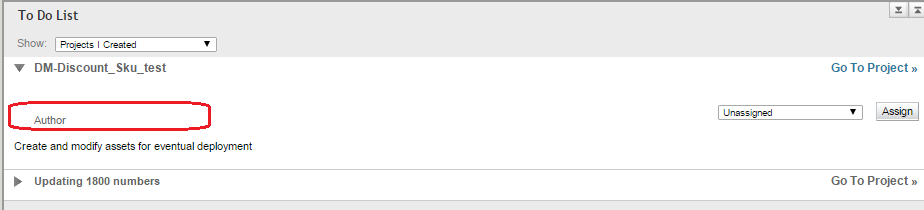 To Do List
Show: Projects I Created
DM-Discount_Sku_test Go To Project »
Author Unassigned Assign
Create and modify assets for eventual deployment
Updating 1800 numbers Go To Project »